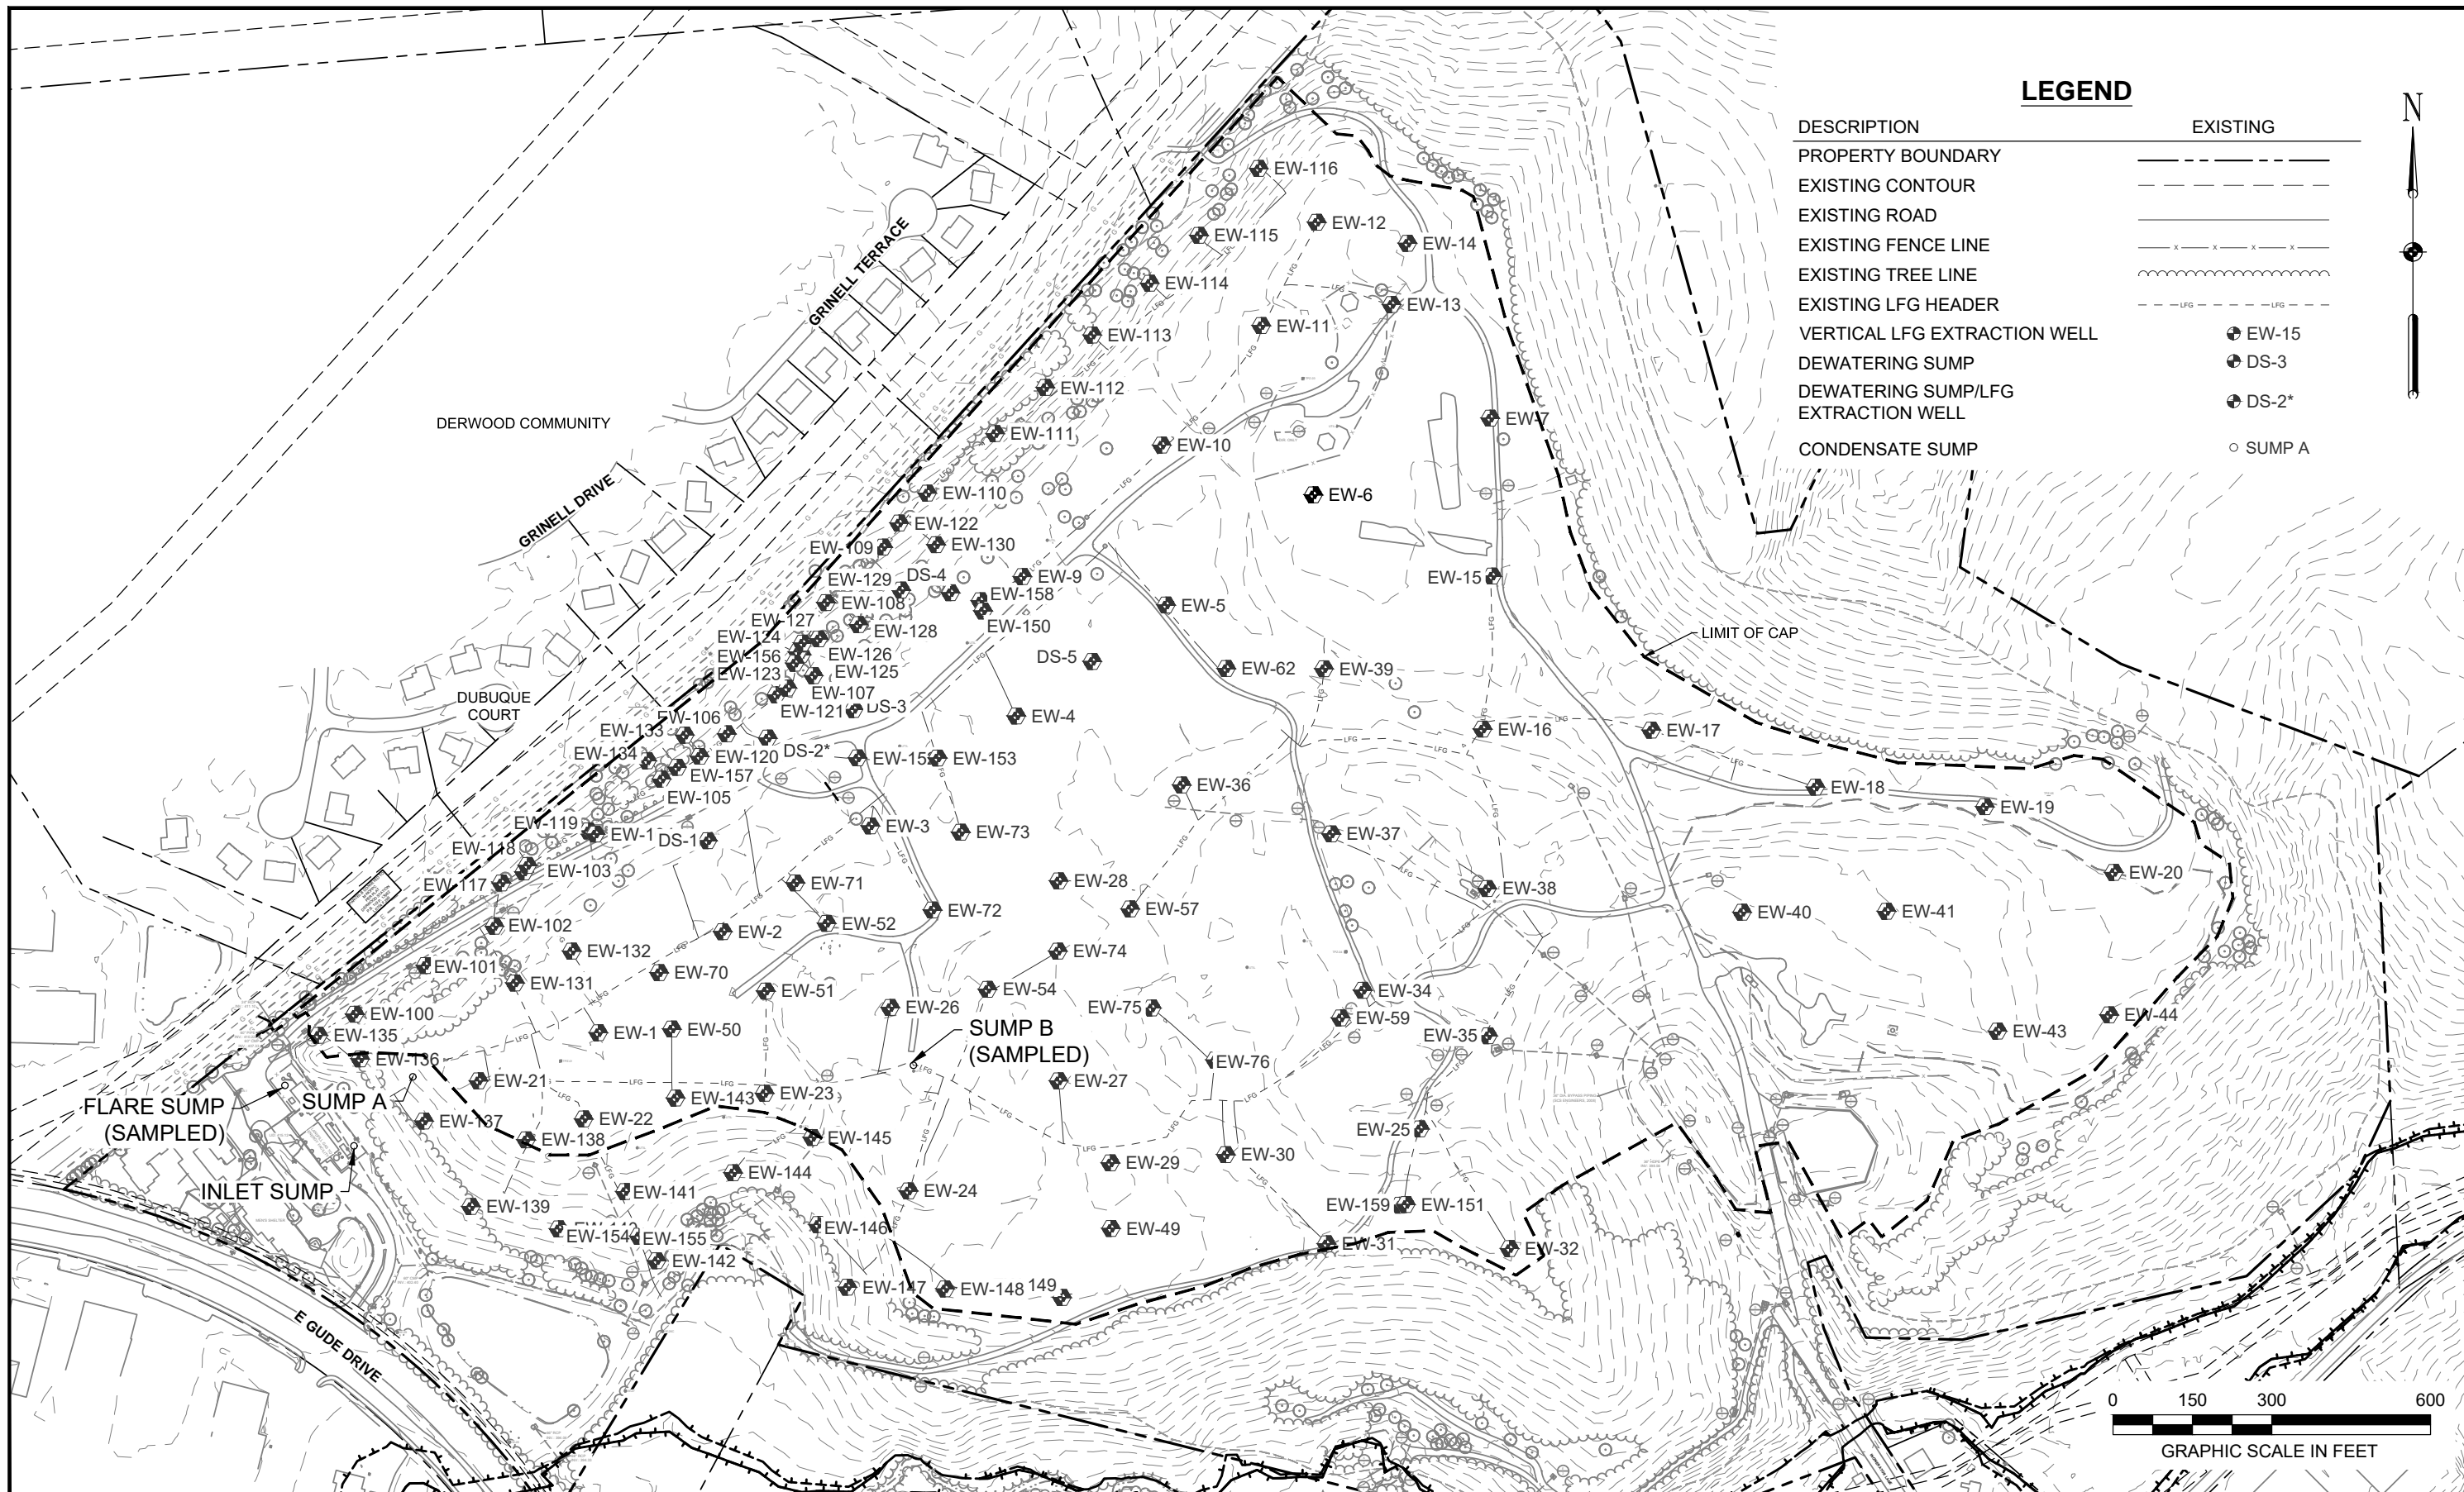 LEGEND
N
DESCRIPTION EXISTING
PROPERTY BOUNDARY
EXISTING CONTOUR
EXISTING ROAD
EXISTING FENCE LINE
EXISTING TREE LINE
EXISTING LFG HEADER
VERTICAL LFG EXTRACTION WELL EW-15
DEWATERING SUMP DS-3
DEWATERING SUMP/LFG
EXTRACTION WELL DS-2*
CONDENSATE SUMP SUMP A
EW-116
EW-12
EW-115
EW-14
EW-114
EW-13
EW-11
EW-113
GRINELL TERRACE
EW-112
DERWOOD COMMUNITY
EW-7
EW-111
EW-10
EW-110
EW-6
GRINELL DRIVE
EW-122
EW-109
EW-130
EW-129
DS-4
EW-9
EW-15
EW-158
EW-108
EW-5
EW-127
EW-150
EW-128
EW-124
LIMIT OF CAP
EW-156
EW-126
DS-5
EW-123
EW-125
EW-62
EW-39
EW-107
DUBUQUE
COURT
EW-121
DS-3
EW-4
EW-106
EW-133
EW-16
EW-17
DS-2*
EW-134
EW-120
EW-153
EW-157
EW-36
EW-18
EW-105
EW-19
EW-119
EW-1
DS-1
EW-3
EW-73
EW-37
EW-118
EW-103
EW-20
EW-117
EW-71
EW-28
EW-38
EW-102
EW-2
EW-52
EW-72
EW-57
EW-40
EW-41
EW-132
EW-74
EW-101
EW-70
EW-131
EW-51
EW-54
EW-34
EW-100
EW-26
EW-75
EW-59
EW-44
EW-135
EW-1
EW-50
SUMP B
(SAMPLED)
EW-35
EW-43
EW-136
EW-76
EW-21
EW-27
FLARE SUMP
(SAMPLED)
SUMP A
EW-143
EW-23
EW-137
EW-22
EW-138
EW-145
EW-25
EW-29
EW-30
EW-144
INLET SUMP
EW-141
EW-24
EW-139
EW-159
EW-151
EW-146
EW-49
EW-154
EW-155
EW-31
EW-32
EW-142
EW-147
EW-148
149
E GUDE DRIVE
0 150 300 600
GRAPHIC SCALE IN FEET